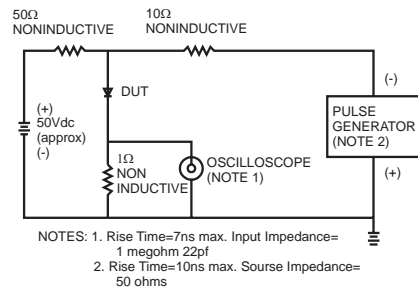 50Ω
NONINDUCTIVE
10Ω
NONINDUCTIVE
DUT
(+)
50Vdc
(approx)
(-)
1Ω
NON
INDUCTIVE
OSCILLOSCOPE
(NOTE 1)
(-)
PULSE
GENERATOR
(NOTE 2)
(+)
NOTES: 1. Rise Time=7ns max. Input Impedance=
1 megohm 22pf
2. Rise Time=10ns max. Sourse Impedance=
50 ohms